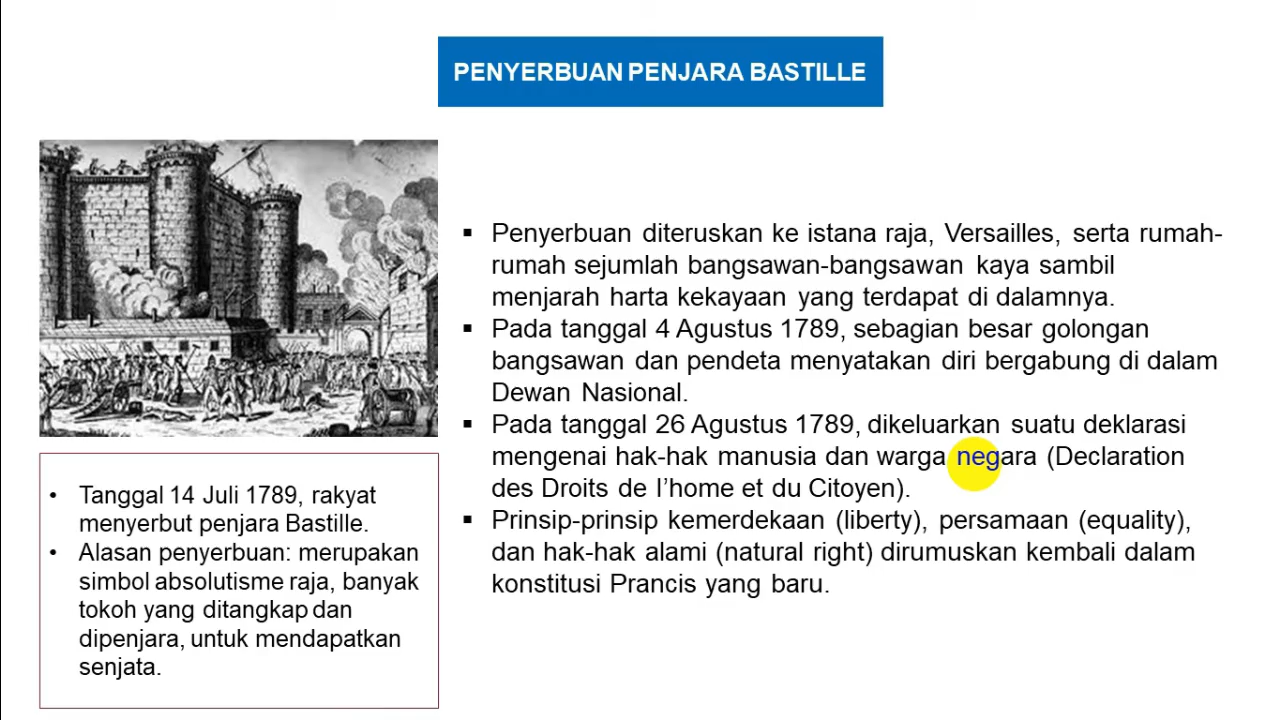 PENYERBUAN PENJARA BASTILLE
• Tanggal 14 Juli 1789, rakyat
menyerbut penjara Bastille.
• Alasan penyerbuan: merupakan
simbol absolutisme raja, banyak
tokoh yang ditangkap dan
dipenjara, untuk mendapatkan
senjata.
▪ Penyerbuan diteruskan ke istana raja, Versailles, serta rumah-
rumah sejumlah bangsawan-bangsawan kaya sambil
menjarah harta kekayaan yang terdapat di dalamnya.
▪ Pada tanggal 4 Agustus 1789, sebagian besar golongan
bangsawan dan pendeta menyatakan diri bergabung di dalam
Dewan Nasional.
▪ Pada tanggal 26 Agustus 1789, dikeluarkan suatu deklarasi
mengenai hak-hak manusia dan warga negara (Declaration
des Droits de I’home et du Citoyen).
▪ Prinsip-prinsip kemerdekaan (liberty), persamaan (equality),
dan hak-hak alami (natural right) dirumuskan kembali dalam
konstitusi Prancis yang baru.